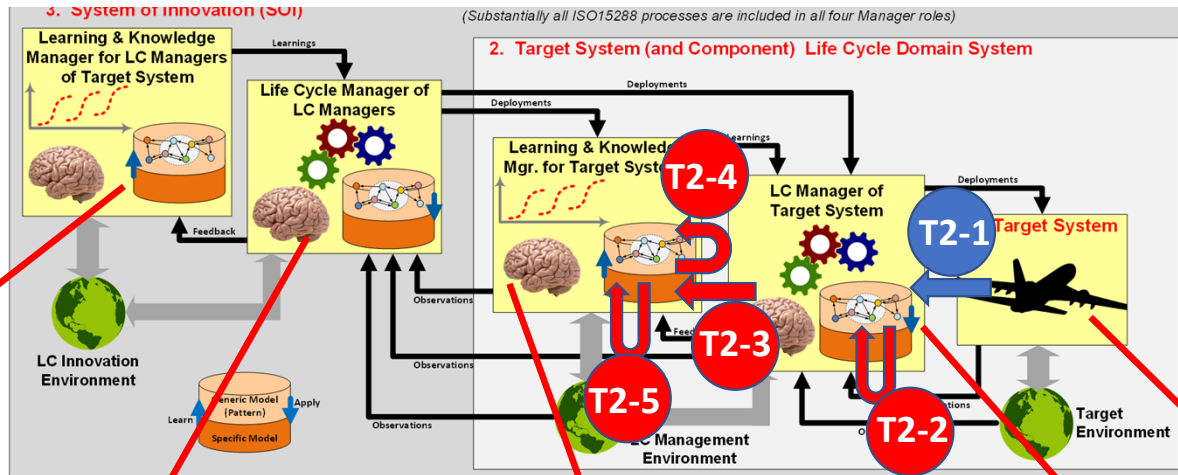 3. System of Innovation (SOI)
(Substantially all ISO15288 processes are included in all four Manager roles)
Learning & Knowledge
Manager for LC Managers
of Target System
Learnings
2. Target System (and Component) Life Cycle Domain System
Life Cycle Manager of
LC Managers
Deployments
Deployments
Learning & Knowledge
Mgr. for Target System
Learnings
T2-4
LC Manager of
Target System
Deployments
T2-1
Target System
Feedback
Observations
T2-3
LC Innovation
Environment
Observations
Generic Model
(Pattern)
Learn
Apply
Specific Model
T2-5
Observations
LC Management
Environment
T2-2
Target
Environment